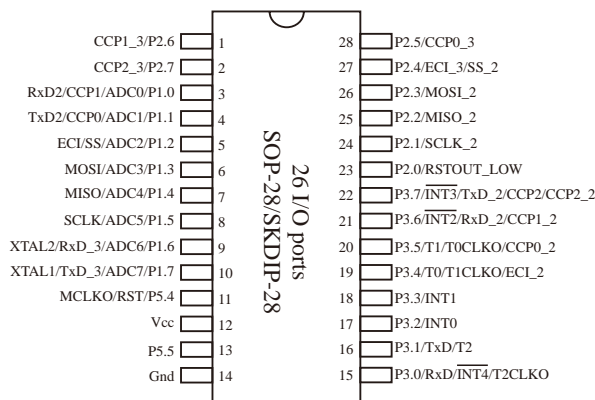 CCP1_3/P2.6 1
CCP2_3/P2.7 2
RxD2/CCP1/ADC0/P1.0 3
TxD2/CCP0/ADC1/P1.1 4
ECI/SS/ADC2/P1.2 5
MOSI/ADC3/P1.3 6
MISO/ADC4/P1.4 7
SCLK/ADC5/P1.5 8
XTAL2/RxD_3/ADC6/P1.6 9
XTAL1/TxD_3/ADC7/P1.7 10
MCLKO/RST/P5.4 11
Vcc 12
P5.5 13
Gnd 14
26 I/O ports
SOP-28/SKDIP-28
28 P2.5/CCP0_3
27 P2.4/ECI_3/SS_2
26 P2.3/MOSI_2
25 P2.2/MISO_2
24 P2.1/SCLK_2
23 P2.0/RSTOUT_LOW
22 P3.7/INT3/TxD_2/CCP2/CCP2_2
21 P3.6/INT2/RxD_2/CCP1_2
20 P3.5/T1/T0CLKO/CCP0_2
19 P3.4/T0/T1CLKO/ECI_2
18 P3.3/INT1
17 P3.2/INT0
16 P3.1/TxD/T2
15 P3.0/RxD/INT4/T2CLKO